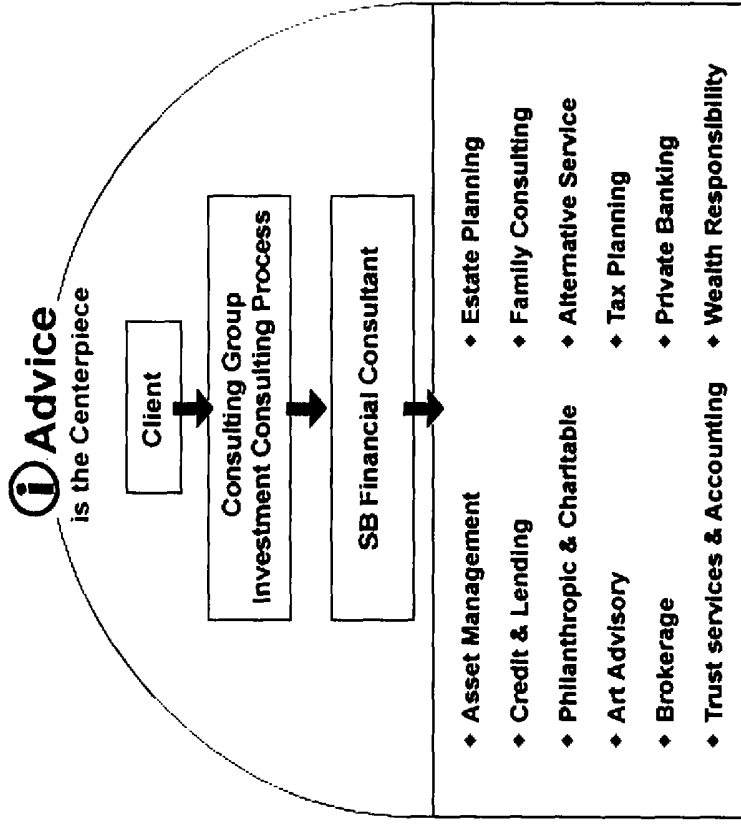 i Advice
is the Centerpiece
Client
Consulting Group
Investment Consulting Process
SB Financial Consultant
♦ Asset Management
♦ Credit & Lending
♦ Philanthropic & Charitable
♦ Art Advisory
♦ Brokerage
♦ Trust services & Accounting
♦ Estate Planning
♦ Family Consulting
♦ Alternative Service
♦ Tax Planning
♦ Private Banking
♦ Wealth Responsibility